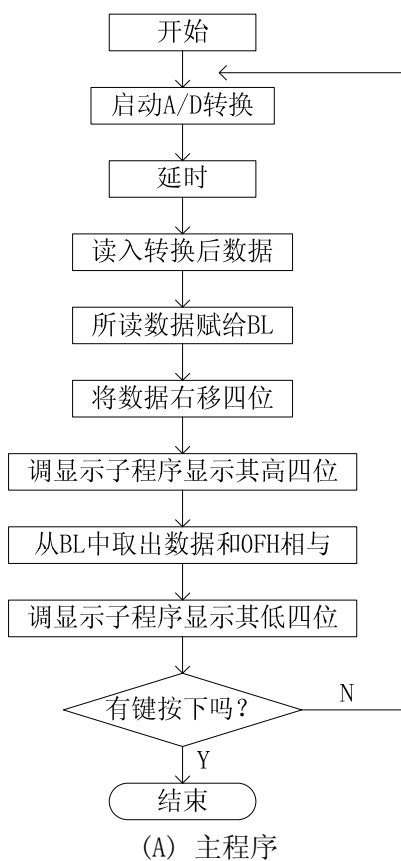 开始
启动A/D转换
延时
读入转换后数据
所读数据赋给BL
将数据右移四位
调显示子程序显示其高四位
从BL中取出数据和0FH相与
调显示子程序显示其低四位
有键按下吗?
N
Y
结束
(A) 主程序